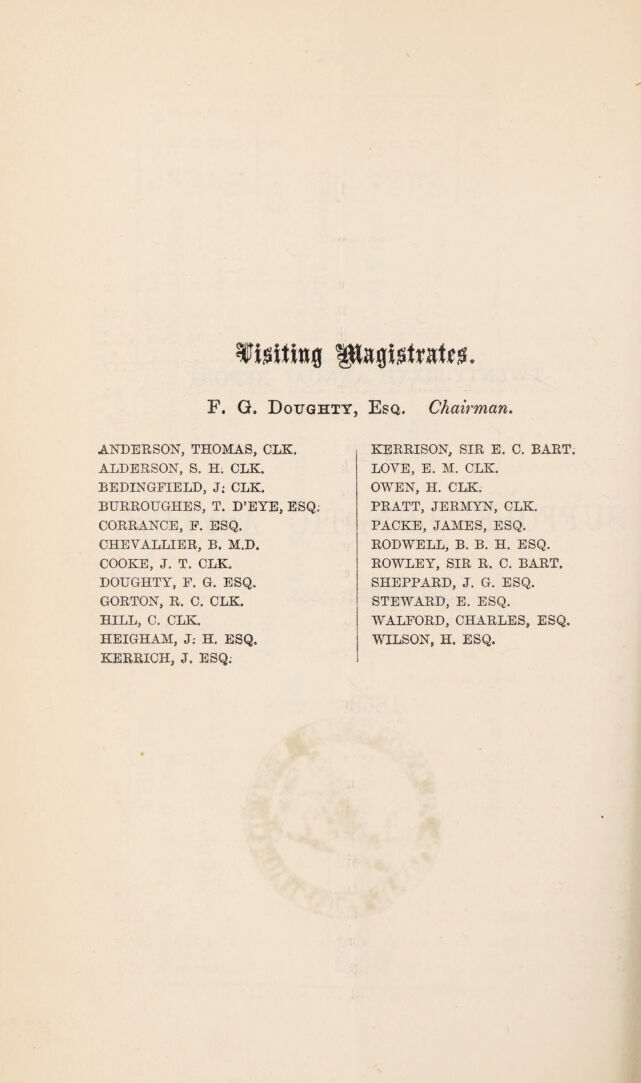 Visiting Magistrates.
F. G. DOUGHTY, ESQ. Chairman.
ANDERSON, THOMAS, CLK.
ALDERSON, S. H. CLK.
BEDINGFIELD, J; CLK.
BURROUGHES, T. D'EYE, ESQ.
CORRANCE, F. ESQ.
CHEVALLIER, B. M.D.
COOKE, J. T. CLK.
DOUGHTY, F. G. ESQ.
GORTON, R. C. CLK.
HILL, C. CLK.
HEIGHAM, J. H. ESQ.
KERRICH, J. ESQ.
KERRISON, SIR E. C. BART.
LOVE, E. M. CLK.
OWEN, H. CLK.
PRATT, JERMYN, CLK.
PACKE, JAMES, ESQ.
RODWELL, B. B. H. ESQ.
ROWLEY, SIR R. C. BART.
SHEPPARD, J. G. ESQ.
STEWARD, E. ESQ.
WALFORD, CHARLES, ESQ.
WILSON, H. ESQ.